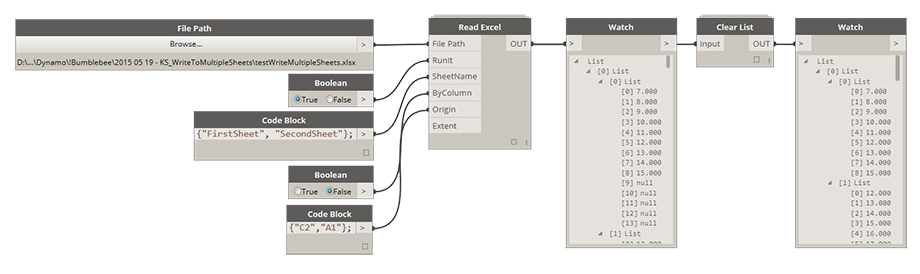 File Path
Browse... >
D:\...\Dynamo\!Bumblebee\2015 05 19 - KS_WriteToMultipleSheets\testWriteMultipleSheets.xlsx
Boolean
True False >
Code Block
{"FirstSheet", "SecondSheet"}; >
Boolean
True False >
Code Block
{"C2","A1"}; >
Read Excel
File Path OUT
RunIt
SheetName
ByColumn
Origin
Extent
Watch
> >
List
[0] List
[0] List
[0] 7.000
[1] 8.000
[2] 9.000
[3] 10.000
[4] 11.000
[5] 12.000
[6] 13.000
[7] 14.000
[8] 15.000
[9] null
[10] null
[11] null
[12] null
[13] null
[1] List
Clear List
Input OUT
Watch
> >
List
[0] List
[0] List
[0] 7.000
[1] 8.000
[2] 9.000
[3] 10.000
[4] 11.000
[5] 12.000
[6] 13.000
[7] 14.000
[8] 15.000
[1] List
[0] 12.000
[1] 13.000
[2] 14.000
[3] 15.000
[4] 16.000